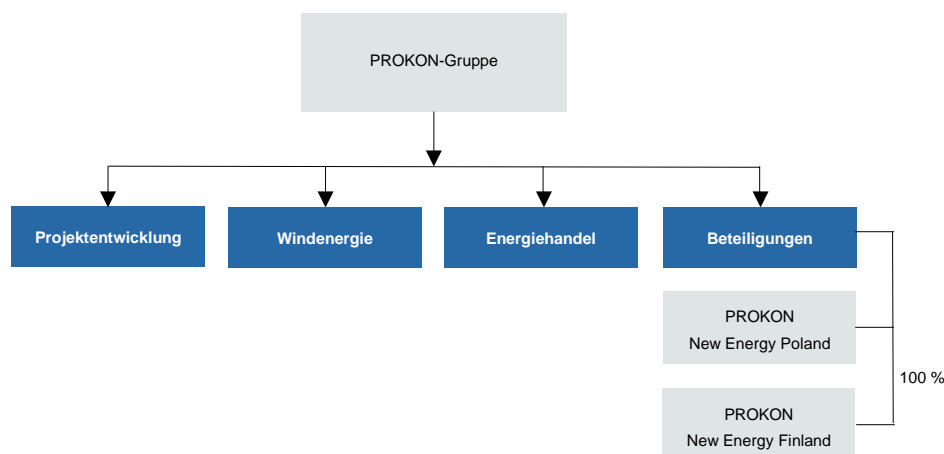 PROKON-Gruppe
Projektentwicklung
Windenergie
Energiehandel
Beteiligungen
PROKON
New Energy Poland
100 %
PROKON
New Energy Finland